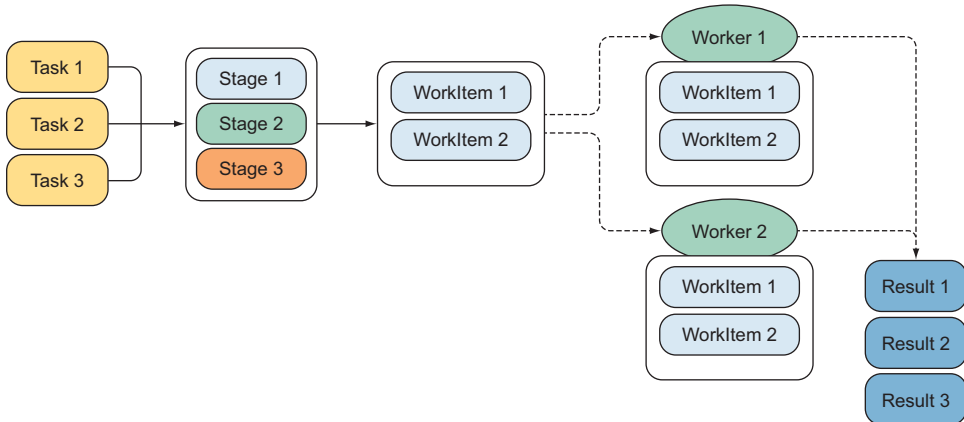 Task 1
Task 2
Task 3
Stage 1
Stage 2
Stage 3
WorkItem 1
WorkItem 2
Worker 1
WorkItem 1
WorkItem 2
Worker 2
WorkItem 1
WorkItem 2
Result 1
Result 2
Result 3